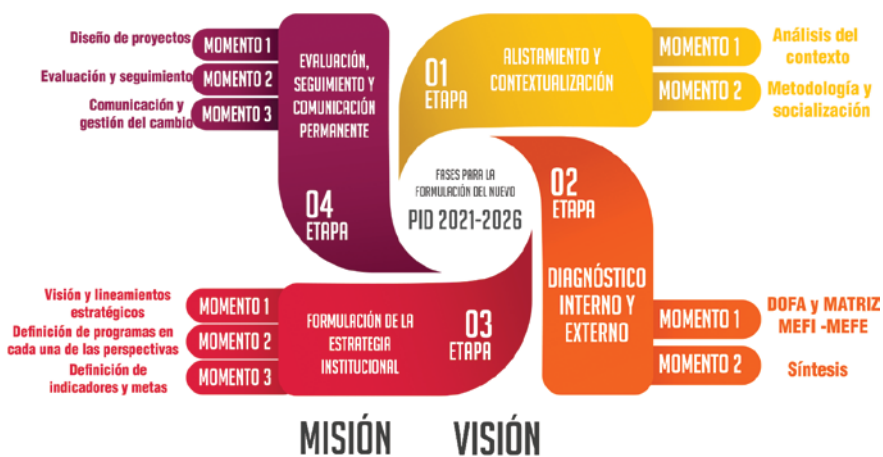 FASES PARA LA
FORMULACIÓN DEL NUEVO
PID 2021-2026
01
ETAPA
ALISTAMIENTO Y
CONTEXTUALIZACIÓN
MOMENTO 1
Análisis del
contexto
MOMENTO 2
Metodología y
socialización
02
ETAPA
DIAGNÓSTICO
INTERNO Y
EXTERNO
MOMENTO 1
DOFA y MATRIZ
MEFI -MEFE
MOMENTO 2
Síntesis
03
ETAPA
FORMULACIÓN DE LA
ESTRATEGIA
INSTITUCIONAL
MOMENTO 1
Visión y lineamientos
estratégicos
MOMENTO 2
Definición de programas en
cada una de las perspectivas
MOMENTO 3
Definición de
indicadores y metas
04
ETAPA
EVALUACIÓN,
SEGUIMIENTO Y
COMUNICACIÓN
PERMANENTE
MOMENTO 1
Diseño de proyectos
MOMENTO 2
Evaluación y seguimiento
MOMENTO 3
Comunicación y
gestión del cambio
MISIÓN VISIÓN